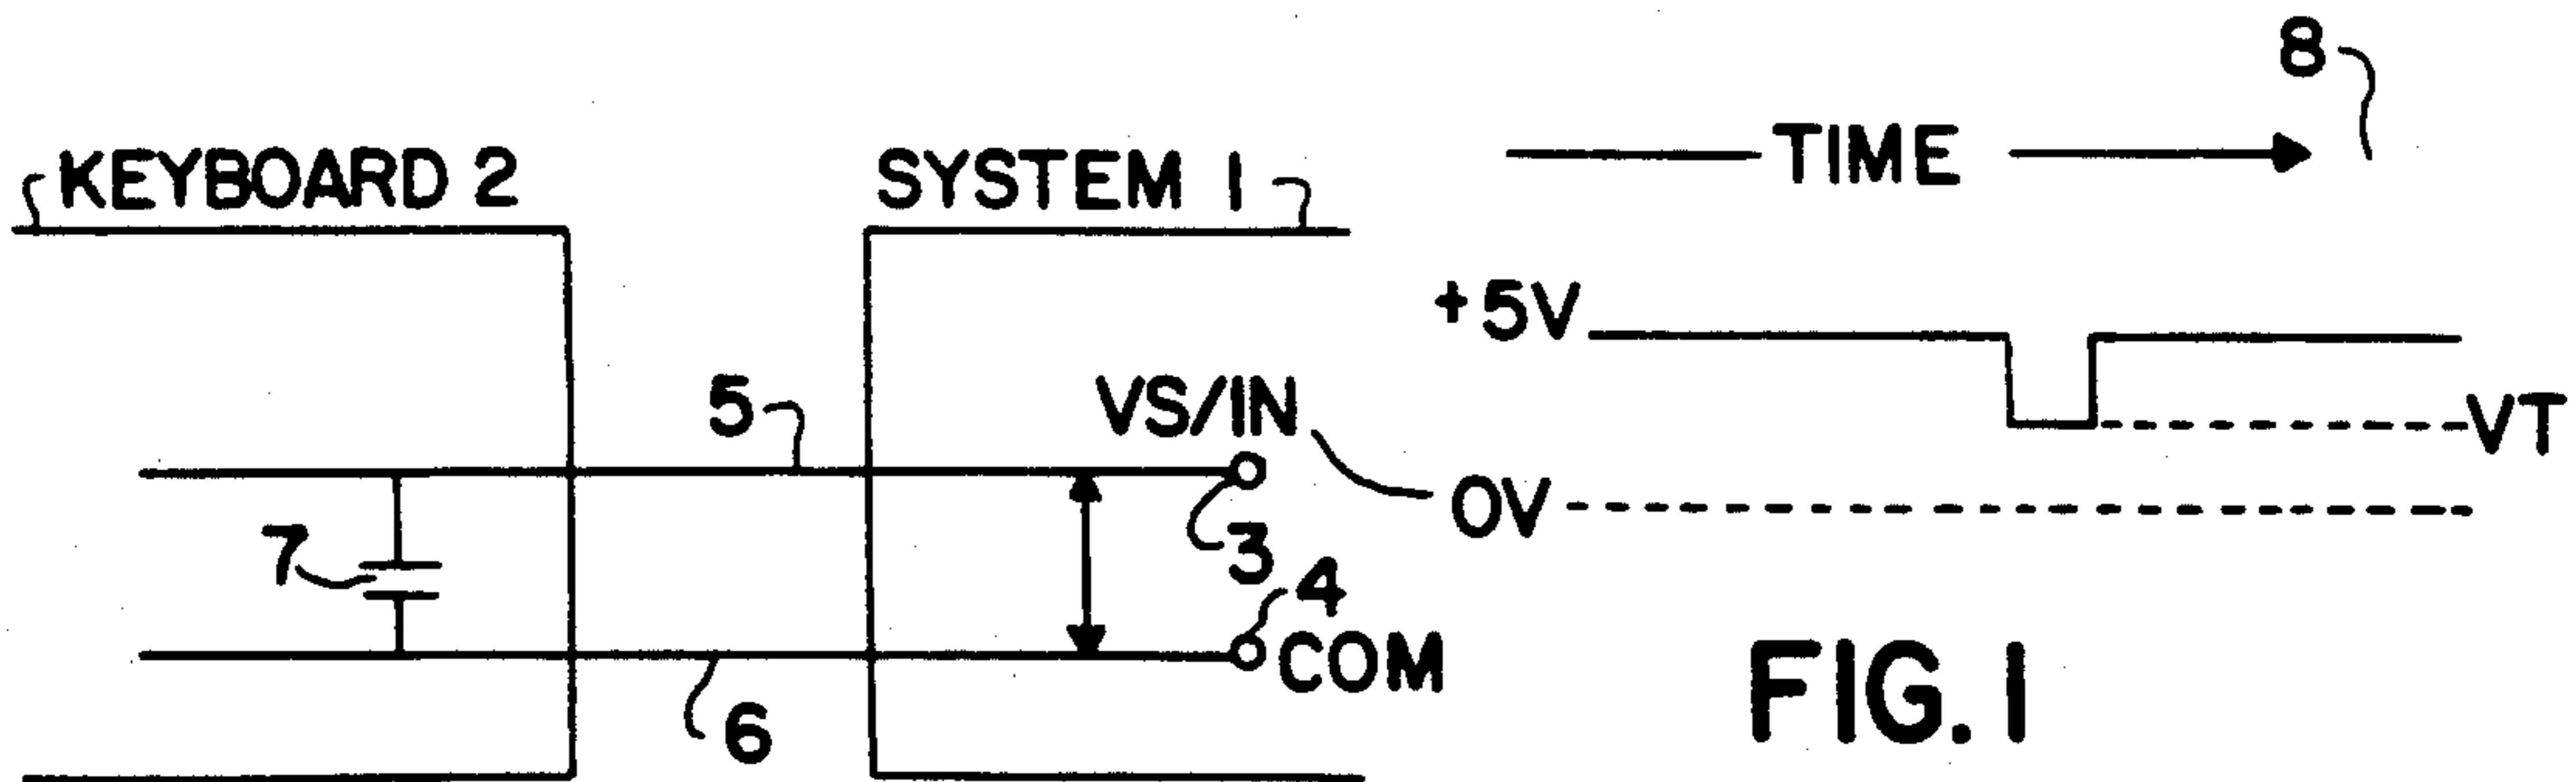 8
KEYBOARD 2
SYSTEM 1
TIME
+5V
5
VS/IN
VT
0V
7
3
4
COM
6
FIG. 1